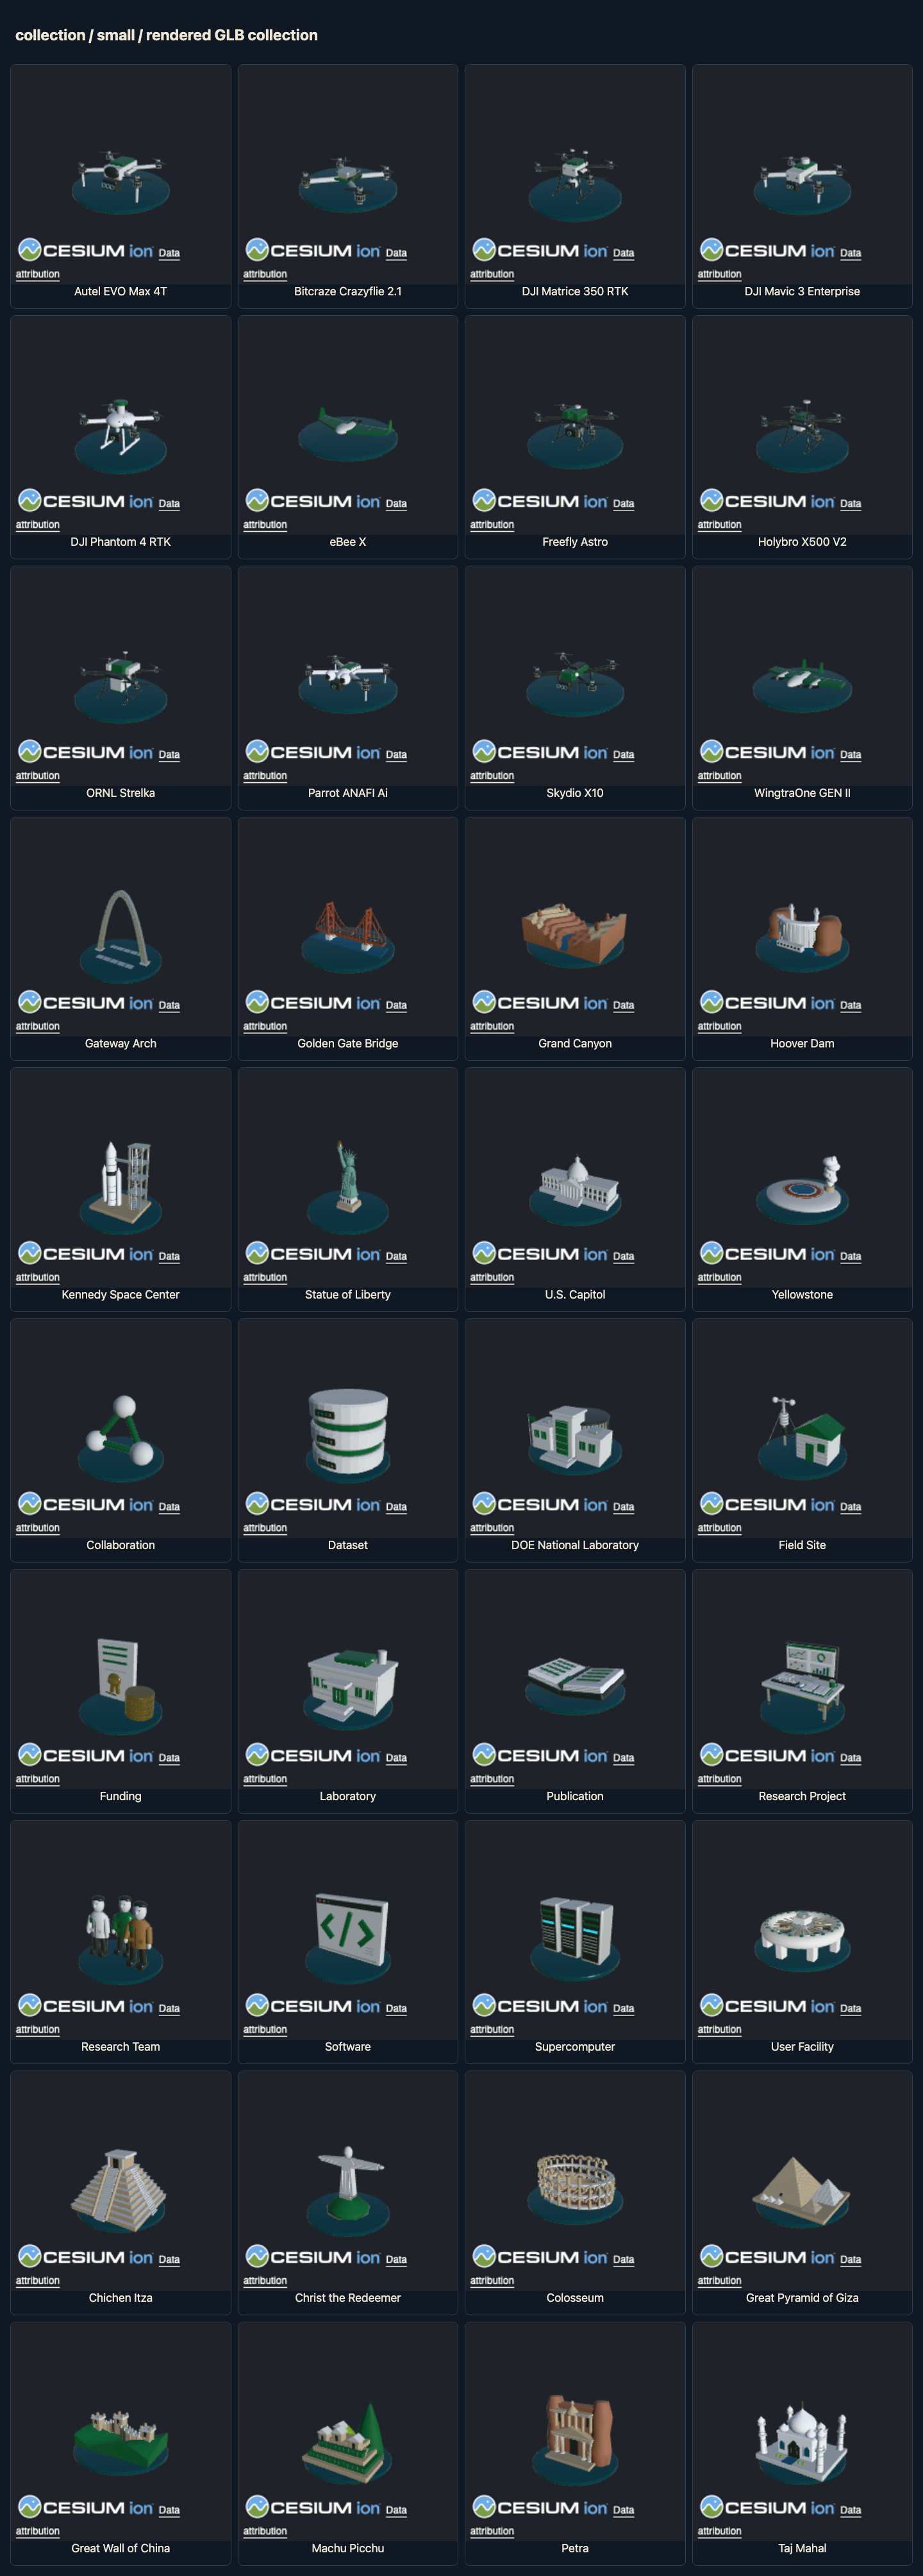 collection / small / rendered GLB collection
CESIUM ion Data
attribution
Autel EVO Max 4T
CESIUM ion Data
attribution
Bitcraze Crazyflie 2.1
CESIUM ion Data
attribution
DJI Matrice 350 RTK
CESIUM ion Data
attribution
DJI Mavic 3 Enterprise
CESIUM ion Data
attribution
DJI Phantom 4 RTK
CESIUM ion Data
attribution
eBee X
CESIUM ion Data
attribution
Freefly Astro
CESIUM ion Data
attribution
Holybro X500 V2
CESIUM ion Data
attribution
ORNL Strelka
CESIUM ion Data
attribution
Parrot ANAFI Ai
CESIUM ion Data
attribution
Skydio X10
CESIUM ion Data
attribution
WingtraOne GEN II
CESIUM ion Data
attribution
Gateway Arch
CESIUM ion Data
attribution
Golden Gate Bridge
CESIUM ion Data
attribution
Grand Canyon
CESIUM ion Data
attribution
Hoover Dam
CESIUM ion Data
attribution
Kennedy Space Center
CESIUM ion Data
attribution
Statue of Liberty
CESIUM ion Data
attribution
U.S. Capitol
CESIUM ion Data
attribution
Yellowstone
CESIUM ion Data
attribution
Collaboration
CESIUM ion Data
attribution
Dataset
CESIUM ion Data
attribution
DOE National Laboratory
CESIUM ion Data
attribution
Field Site
CESIUM ion Data
attribution
Funding
CESIUM ion Data
attribution
Laboratory
CESIUM ion Data
attribution
Publication
CESIUM ion Data
attribution
Research Project
CESIUM ion Data
attribution
Research Team
</>
CESIUM ion Data
attribution
Software
CESIUM ion Data
attribution
Supercomputer
CESIUM ion Data
attribution
User Facility
CESIUM ion Data
attribution
Chichen Itza
CESIUM ion Data
attribution
Christ the Redeemer
CESIUM ion Data
attribution
Colosseum
CESIUM ion Data
attribution
Great Pyramid of Giza
CESIUM ion Data
attribution
Great Wall of China
CESIUM ion Data
attribution
Machu Picchu
CESIUM ion Data
attribution
Petra
CESIUM ion Data
attribution
Taj Mahal